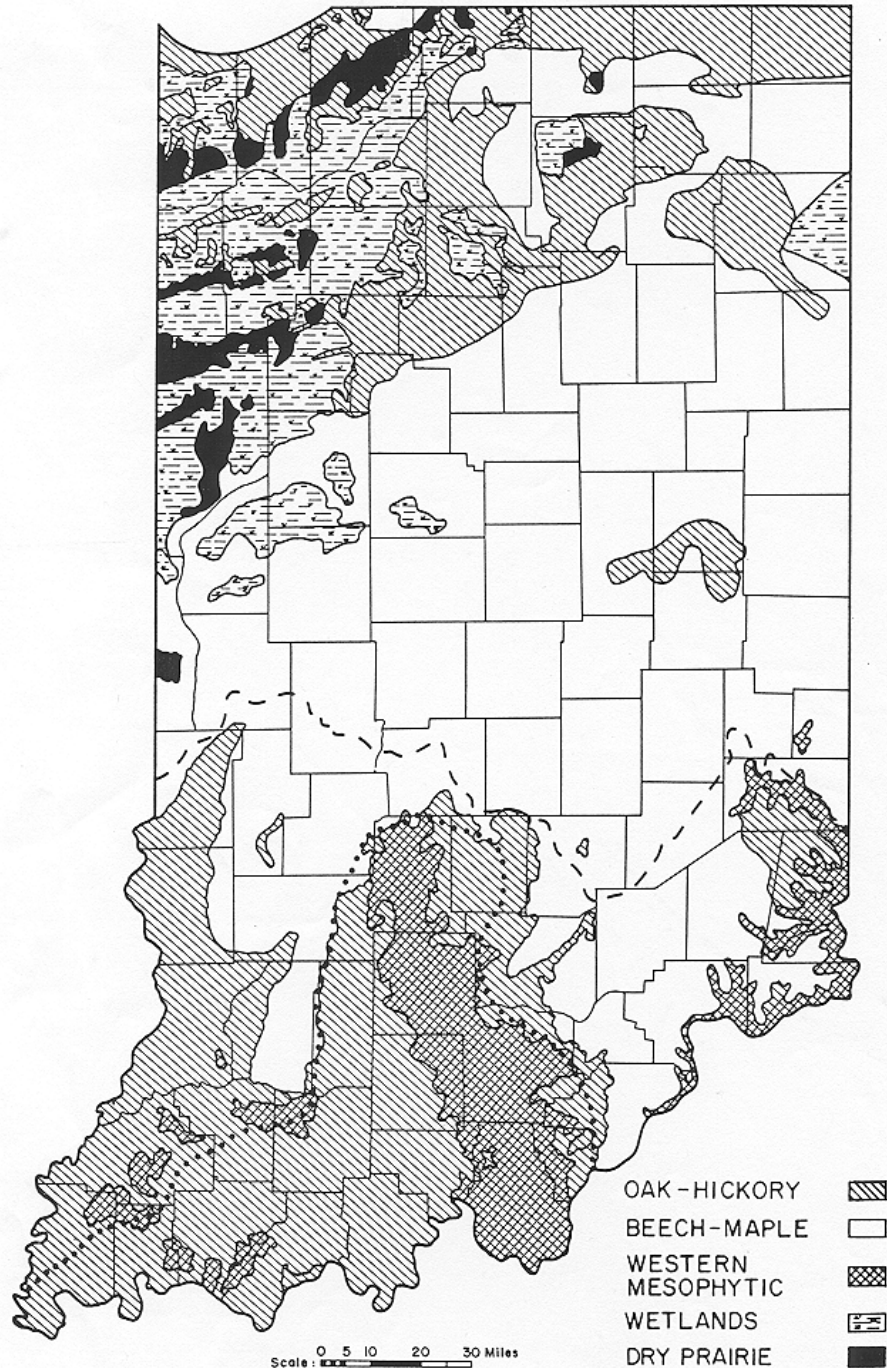 OAK-HICKORY
BEECH-MAPLE
WESTERN
MESOPHYTIC
WETLANDS
DRY PRAIRIE
0 5 10 20 30 Miles
Scale: